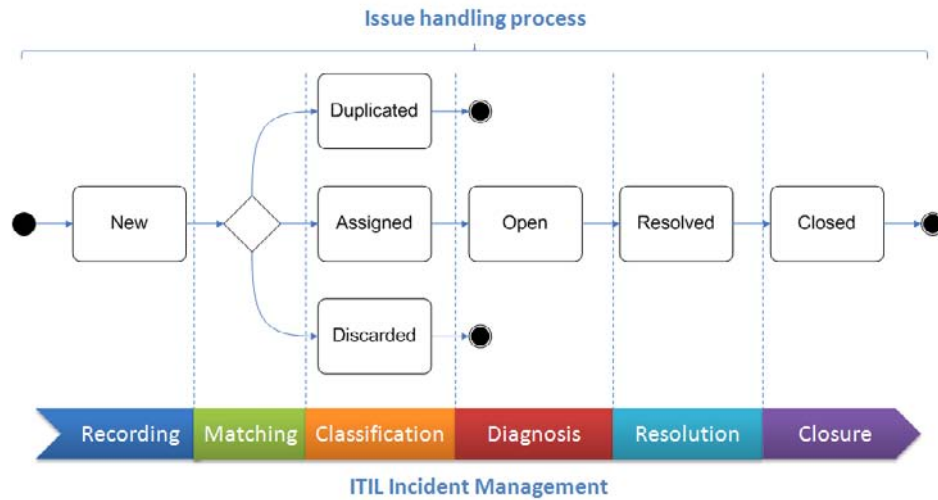 Issue handling process
Duplicated
New
Assigned
Open
Resolved
Closed
Discarded
Recording
Matching
Classification
Diagnosis
Resolution
Closure
ITIL Incident Management